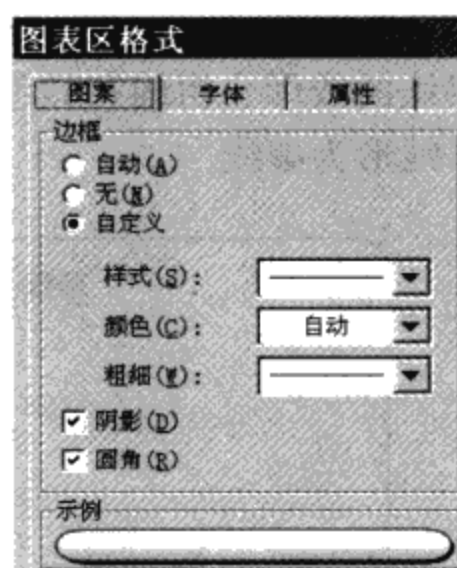 图表区格式
图案 字体 属性
边框
自动(A)
无(N)
自定义
样式(S):
颜色(C): 自动
粗细(W):
阴影(D)
圆角(R)
示例